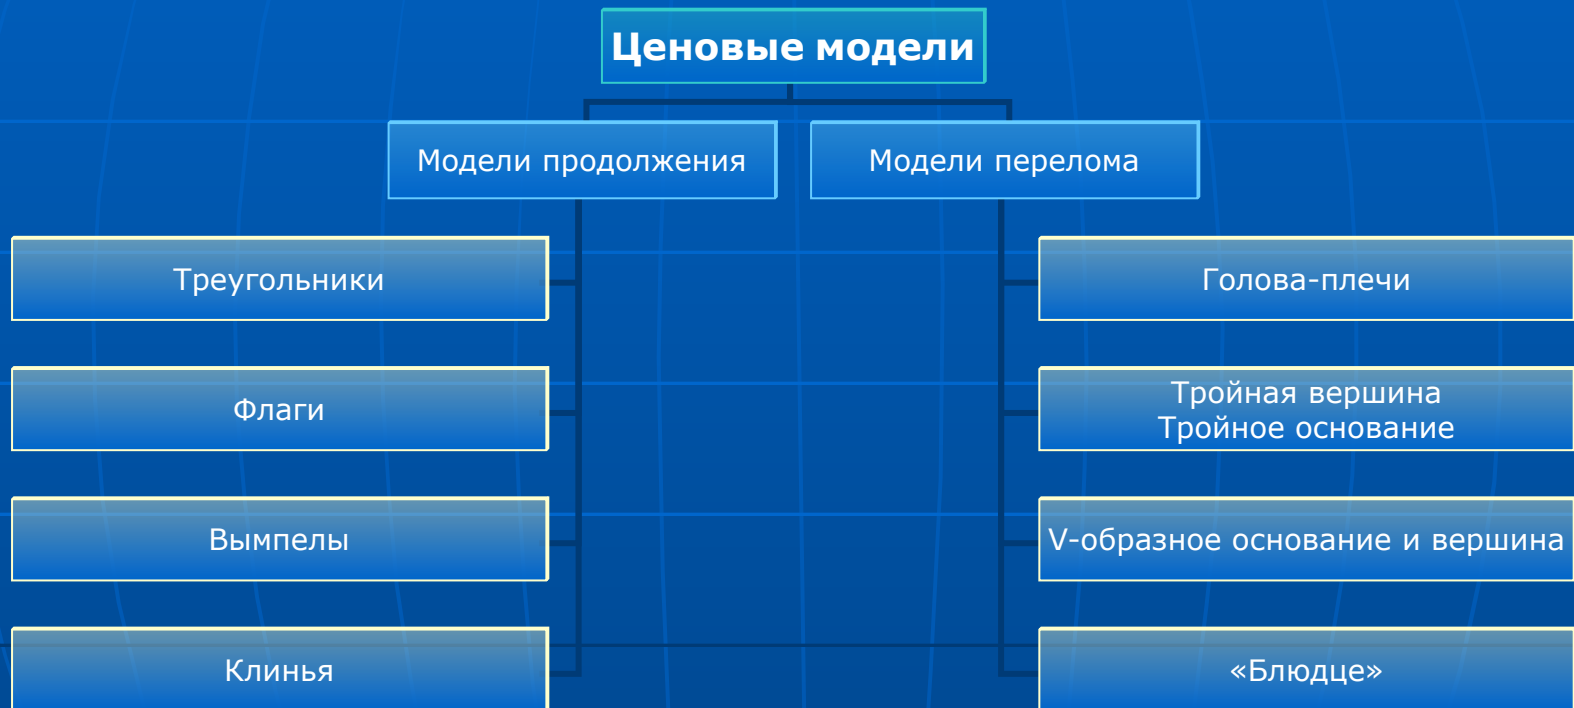 Ценовые модели
Модели продолжения
Модели перелома
Треугольники
Голова-плечи
Флаги
Тройная вершина
Тройное основание
Вымпелы
V-образное основание и вершина
Клинья
«Блюдце»